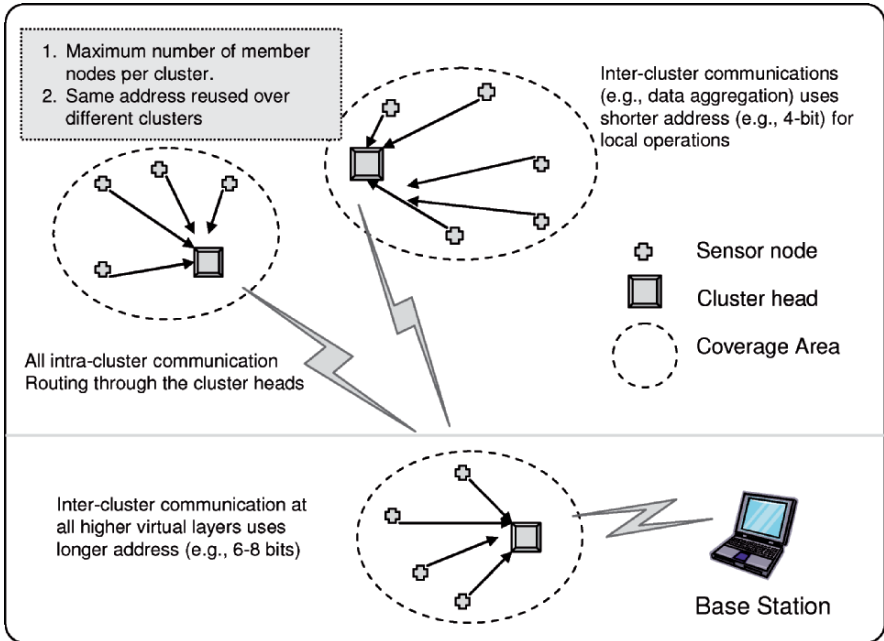 1. Maximum number of member
nodes per cluster.
2. Same address reused over
different clusters
Inter-cluster communications
(e.g., data aggregation) uses
shorter address (e.g., 4-bit) for
local operations
Sensor node
Cluster head
Coverage Area
All intra-cluster communication
Routing through the cluster heads
Inter-cluster communication at
all higher virtual layers uses
longer address (e.g., 6-8 bits)
Base Station